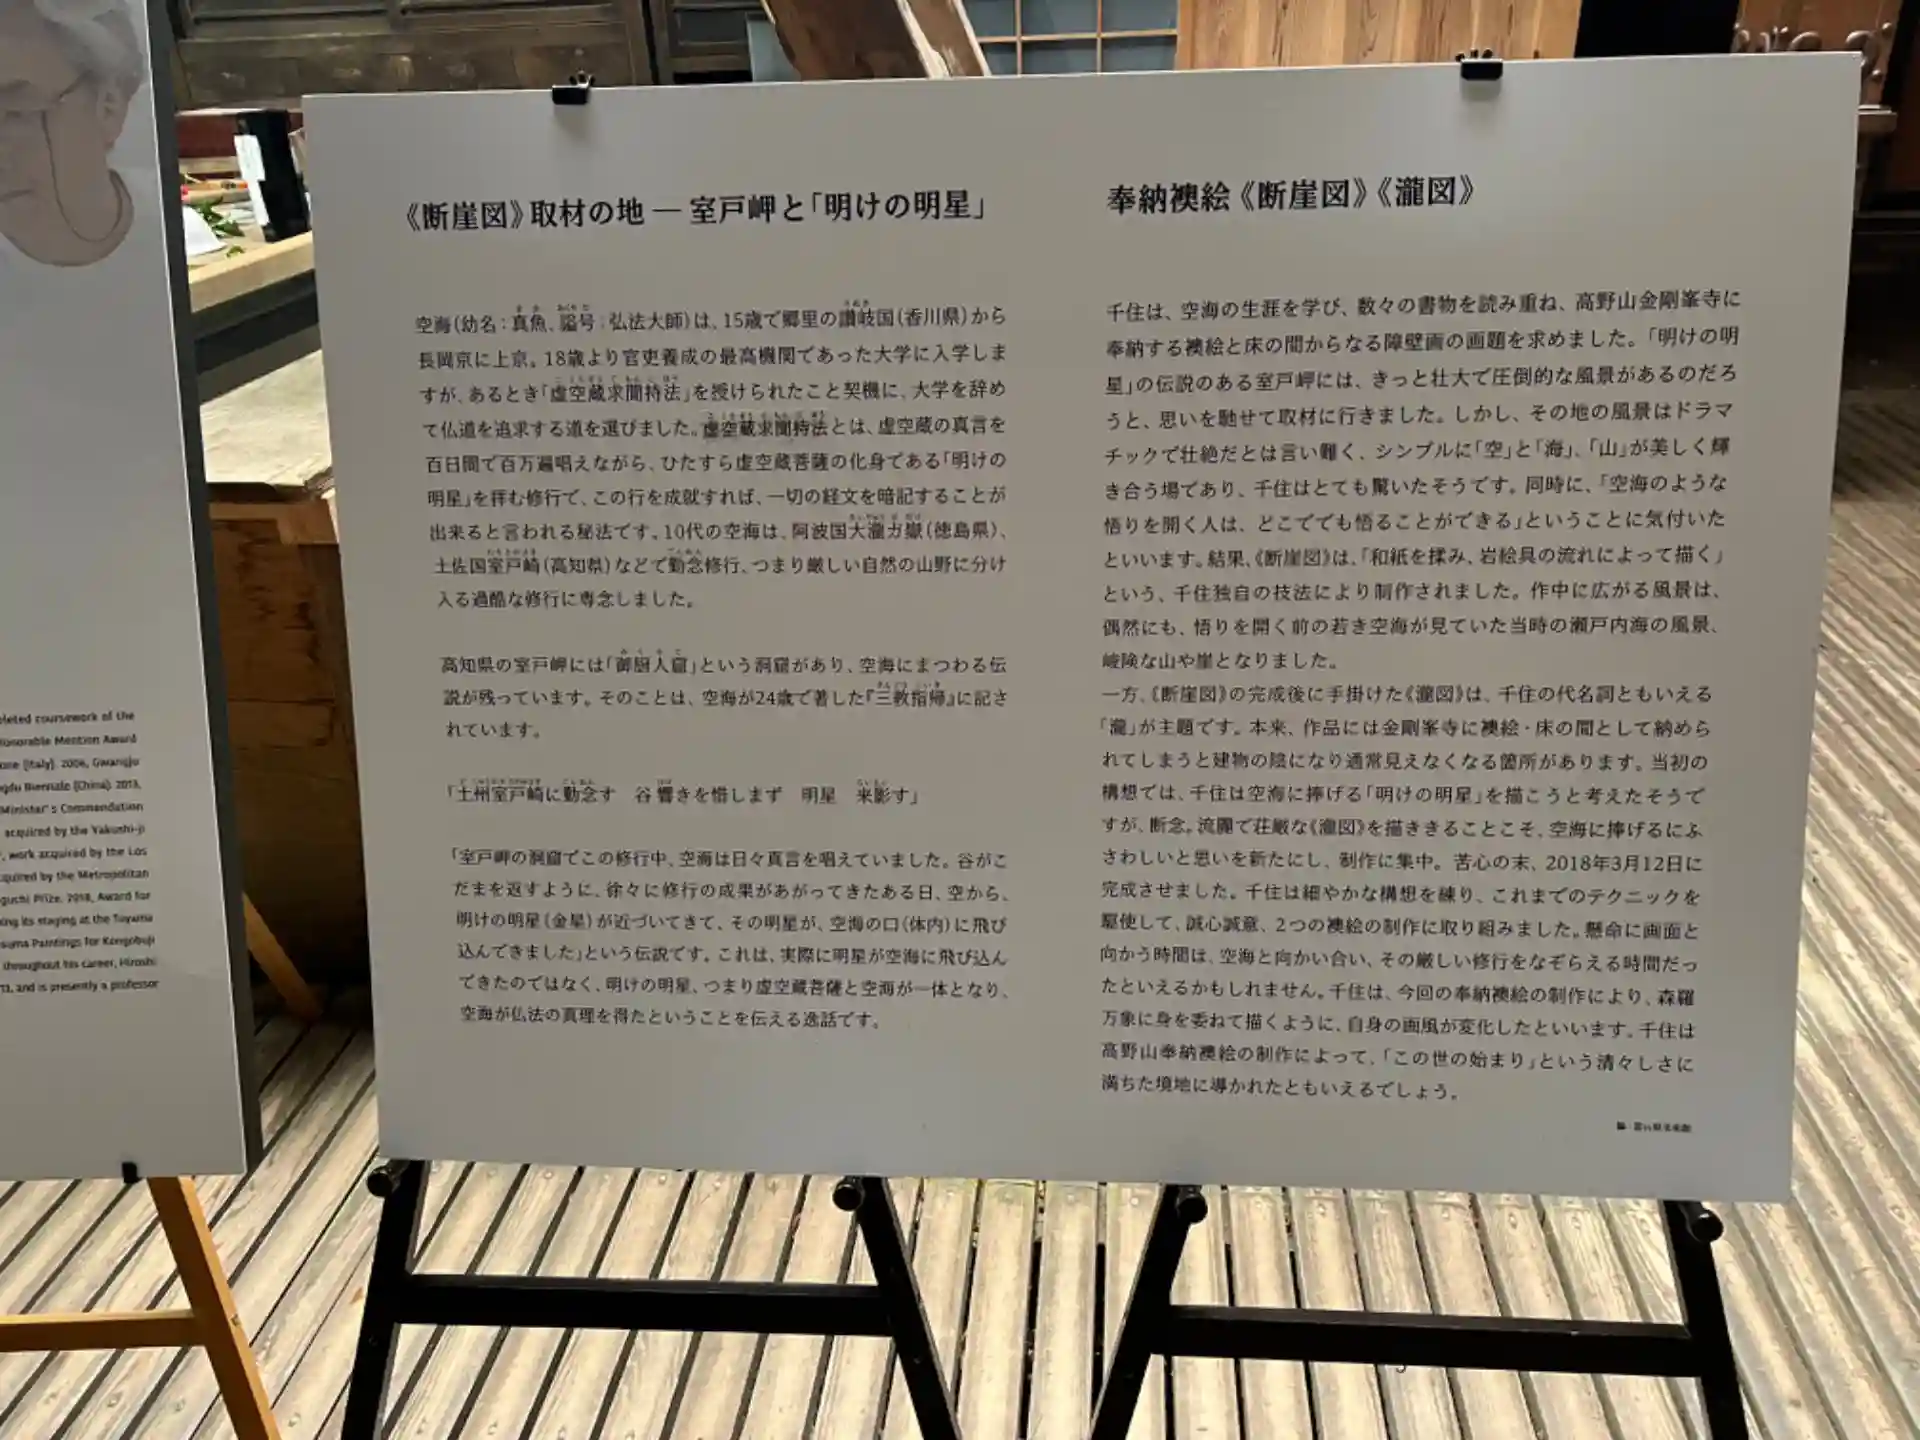 pleted coursework of the
Honorable Mention Award
one (Italy). 2006, Gwangju
gdu Biennale (China). 2013,
Minister's Commendation
acquired by the Yakushi-ji
, work acquired by the Los
quired by the Metropolitan
guchi Prize. 2018, Award for
ing its staging at the Toyama
suma Paintings for Kongobuji
throughout his career, Hiroshi
13, and is presently a professor
《断崖図》取材の地 ― 室戸岬と「明けの明星」
空海(幼名:真魚、諡号:弘法大師)は、15歳で郷里の讃岐国(香川県)から
長岡京に上京。18歳より官吏養成の最高機関であった大学に入学しま
すが、あるとき「虚空蔵求聞持法」を授けられたこと契機に、大学を辞め
て仏道を追求する道を選びました。虚空蔵求聞持法とは、虚空蔵の真言を
百日間で百万遍唱えながら、ひたすら虚空蔵菩薩の化身である「明けの
明星」を拝む修行で、この行を成就すれば、一切の経文を暗記することが
出来ると言われる秘法です。10代の空海は、阿波国大瀧ガ嶽(徳島県)、
土佐国室戸崎(高知県)などで勤念修行、つまり厳しい自然の山野に分け
入る過酷な修行に専念しました。
高知県の室戸岬には「御厨人窟」という洞窟があり、空海にまつわる伝
説が残っています。そのことは、空海が24歳で著した『三教指帰』に記さ
れています。
「土州室戸崎に勤念す 谷響きを惜しまず 明星 来影す」
「室戸岬の洞窟でこの修行中、空海は日々真言を唱えていました。谷がこ
だまを返すように、徐々に修行の成果があがってきたある日、空から、
明けの明星(金星)が近づいてきて、その明星が、空海の口(体内)に飛び
込んできました」という伝説です。これは、実際に明星が空海に飛び込ん
できたのではなく、明けの明星、つまり虚空蔵菩薩と空海が一体となり、
空海が仏法の真理を得たということを伝える逸話です。
奉納襖絵《断崖図》《瀧図》
千住は、空海の生涯を学び、数々の書物を読み重ね、高野山金剛峯寺に
奉納する襖絵と床の間からなる障壁画の画題を求めました。「明けの明
星」の伝説のある室戸岬には、きっと壮大で圧倒的な風景があるのだろ
うと、思いを馳せて取材に行きました。しかし、その地の風景はドラマ
チックで壮絶だとは言い難く、シンプルに「空」と「海」、「山」が美しく輝
き合う場であり、千住はとても驚いたそうです。同時に、「空海のような
悟りを開く人は、どこででも悟ることができる」ということに気付いた
といいます。結果、《断崖図》は、「和紙を揉み、岩絵具の流れによって描く」
という、千住独自の技法により制作されました。作中に広がる風景は、
偶然にも、悟りを開く前の若き空海が見ていた当時の瀬戸内海の風景、
峻険な山や崖となりました。
一方、《断崖図》の完成後に手掛けた《瀧図》は、千住の代名詞ともいえる
「瀧」が主題です。本来、作品には金剛峯寺に襖絵・床の間として納めら
れてしまうと建物の陰になり通常見えなくなる箇所があります。当初の
構想では、千住は空海に捧げる「明けの明星」を描こうと考えたそうで
すが、断念。流麗で荘厳な《瀧図》を描ききることこそ、空海に捧げるにふ
さわしいと思いを新たにし、制作に集中。苦心の末、2018年3月12日に
完成させました。千住は細やかな構想を練り、これまでのテクニックを
駆使して、誠心誠意、2つの襖絵の制作に取り組みました。懸命に画面と
向かう時間は、空海と向かい合い、その厳しい修行をなぞらえる時間だっ
たといえるかもしれません。千住は、今回の奉納襖絵の制作により、森羅
万象に身を委ねて描くように、自身の画風が変化したといいます。千住は
高野山奉納襖絵の制作によって、「この世の始まり」という清々しさに
満ちた境地に導かれたともいえるでしょう。